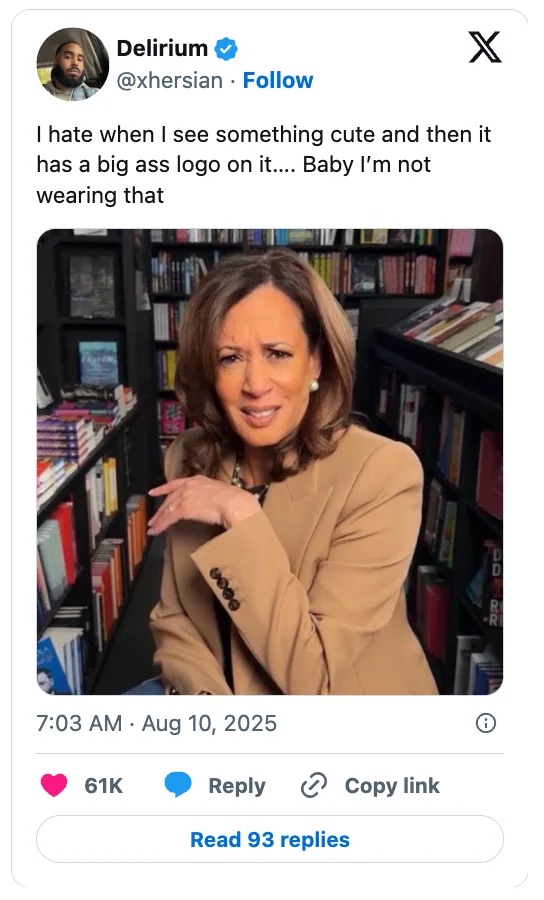 Delirium
@xhersian · Follow
I hate when I see something cute and then it
has a big ass logo on it.... Baby I’m not
wearing that
7:03 AM · Aug 10, 2025
61K Reply Copy link
Read 93 replies